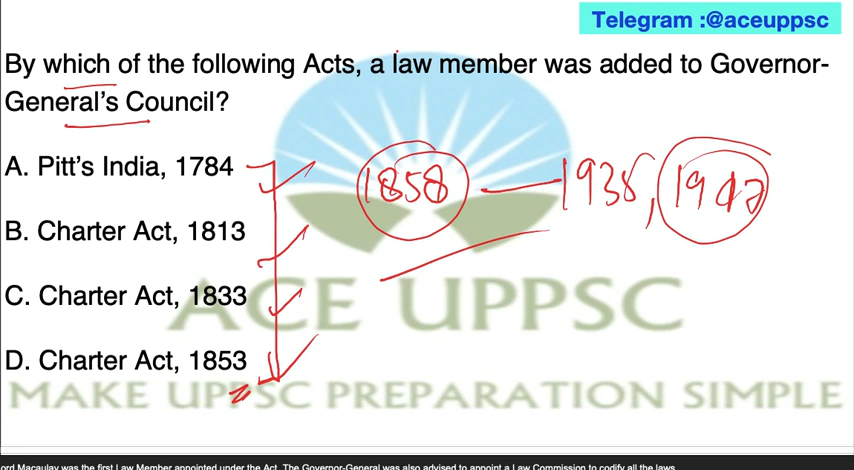 Telegram :@aceuppsc
By which of the following Acts, a law member was added to Governor-
General's Council?
A. Pitt's India, 1784
1858 — 1935, 1947
B. Charter Act, 1813
C. Charter Act, 1833
ACE UPPSC
D. Charter Act, 1853
MAKE UPPSC PREPARATION SIMPLE
ord Macaulay was the first Law Member appointed under the Act. The Governor-General was also advised to appoint a Law Commission to codify all the laws